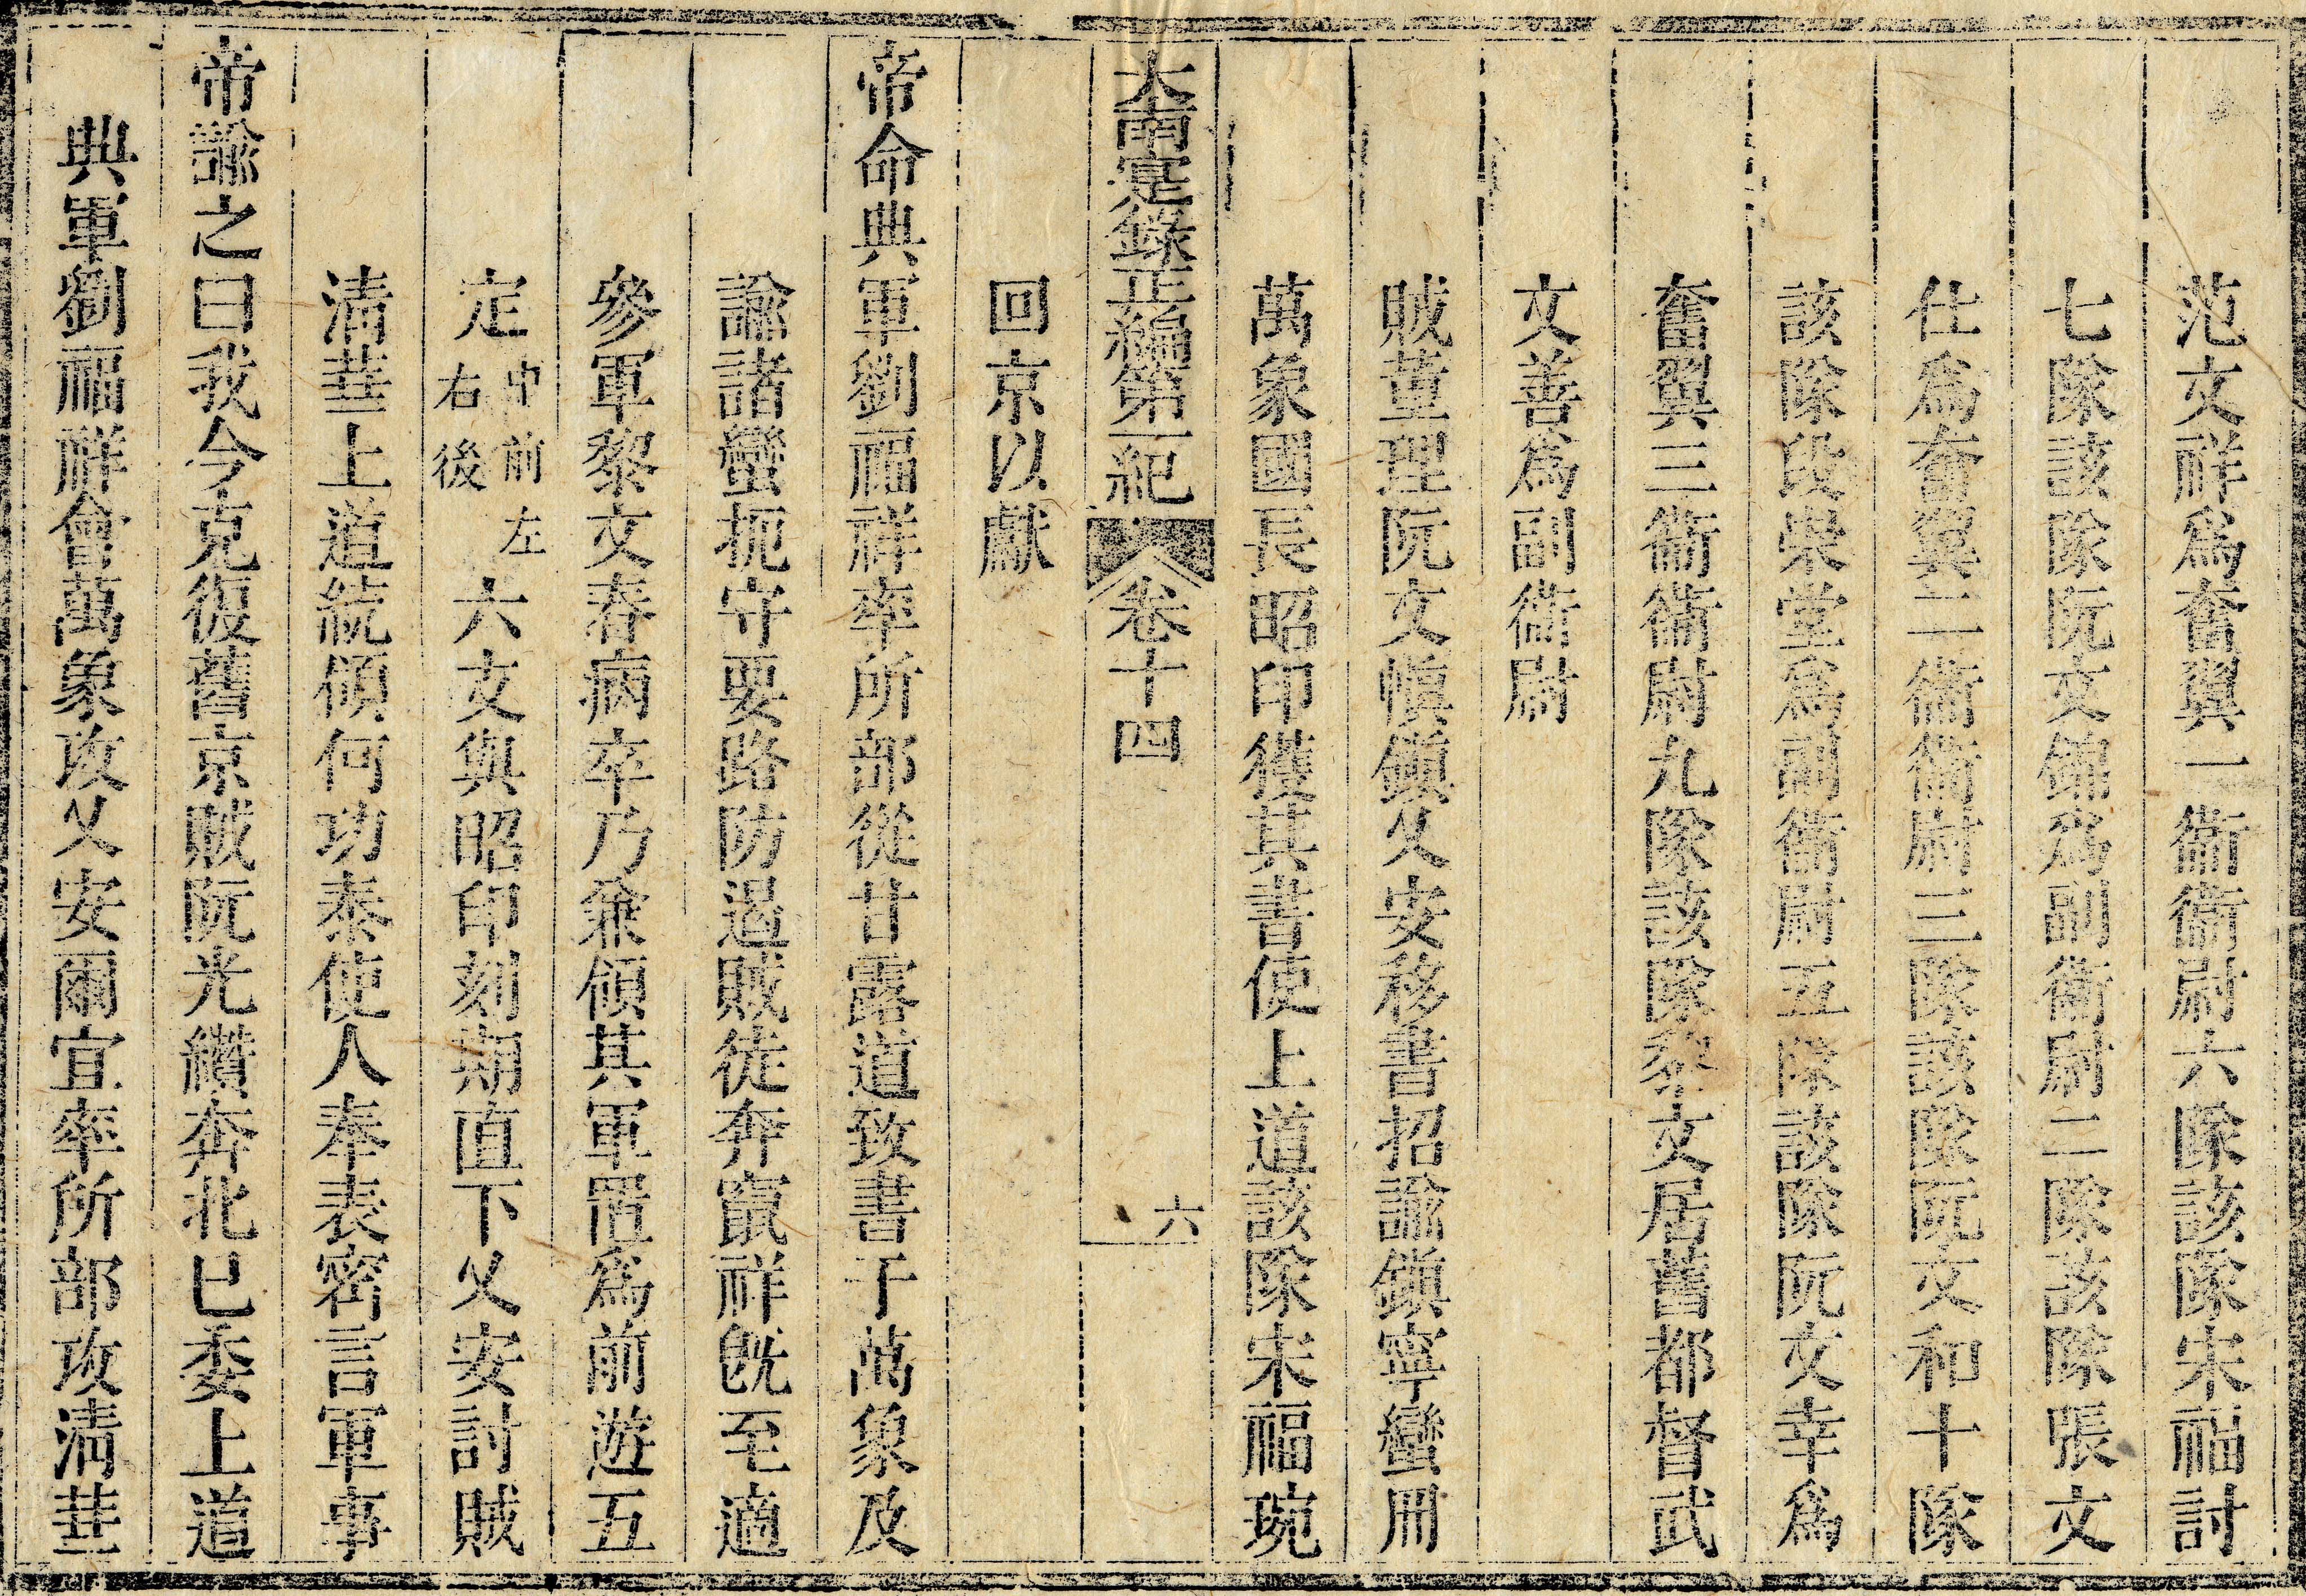 范文祥爲奮翼一衛衛尉六隊該隊宋福討
七隊該隊阮文錦爲副衛尉二隊該隊張文
仕爲奮翼二衛衛尉三隊該隊阮文和十隊
該隊段棠堂爲副衛尉五隊該隊阮文幸爲
奮翼三衛衛尉九隊該隊黎文居舊都督武
文善爲副衛尉
賊董理阮文慎鎮乂安移書招諭鎮寧蠻冊
萬象國長昭印獲其書使上道該隊宋福琬
大南寔錄正編第一紀 卷十四 六
回京以獻
帝命典軍劉福祥率所部從甘露道致書于萬象及
諭諸蠻扼守要路防遏賊徒奔竄祥旣至適
參軍黎文春病卒乃兼領其軍置爲前遊五
定中前左右後六支與昭印刻期直下乂安討賊
淸華上道統領何功泰使人奉表密言軍事
帝諭之曰我今克復舊京賊阮光纘奔北已委上道
典軍劉福祥會萬象攻乂安爾宜率所部攻淸華